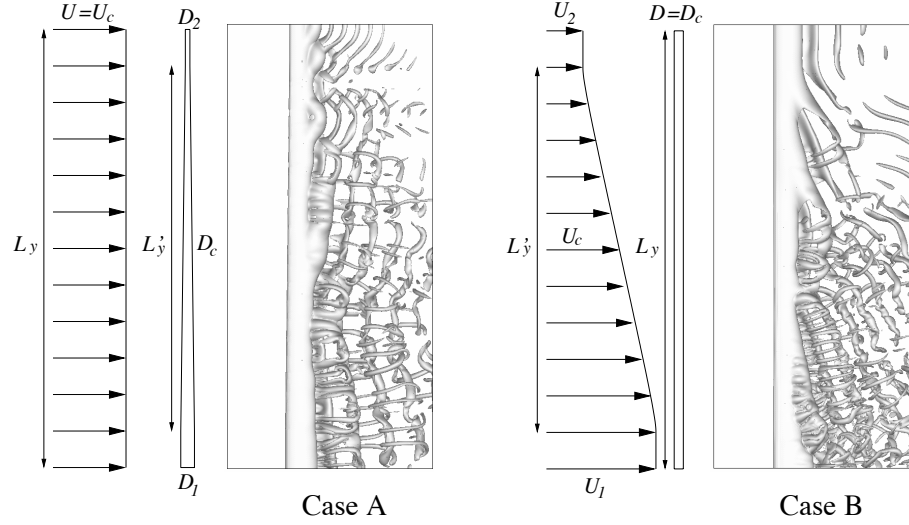 U=U_c
D_2
L_y
L'_y
D_c
D_1
Case A
U_2
D=D_c
L'_y
U_c
L_y
U_1
Case B